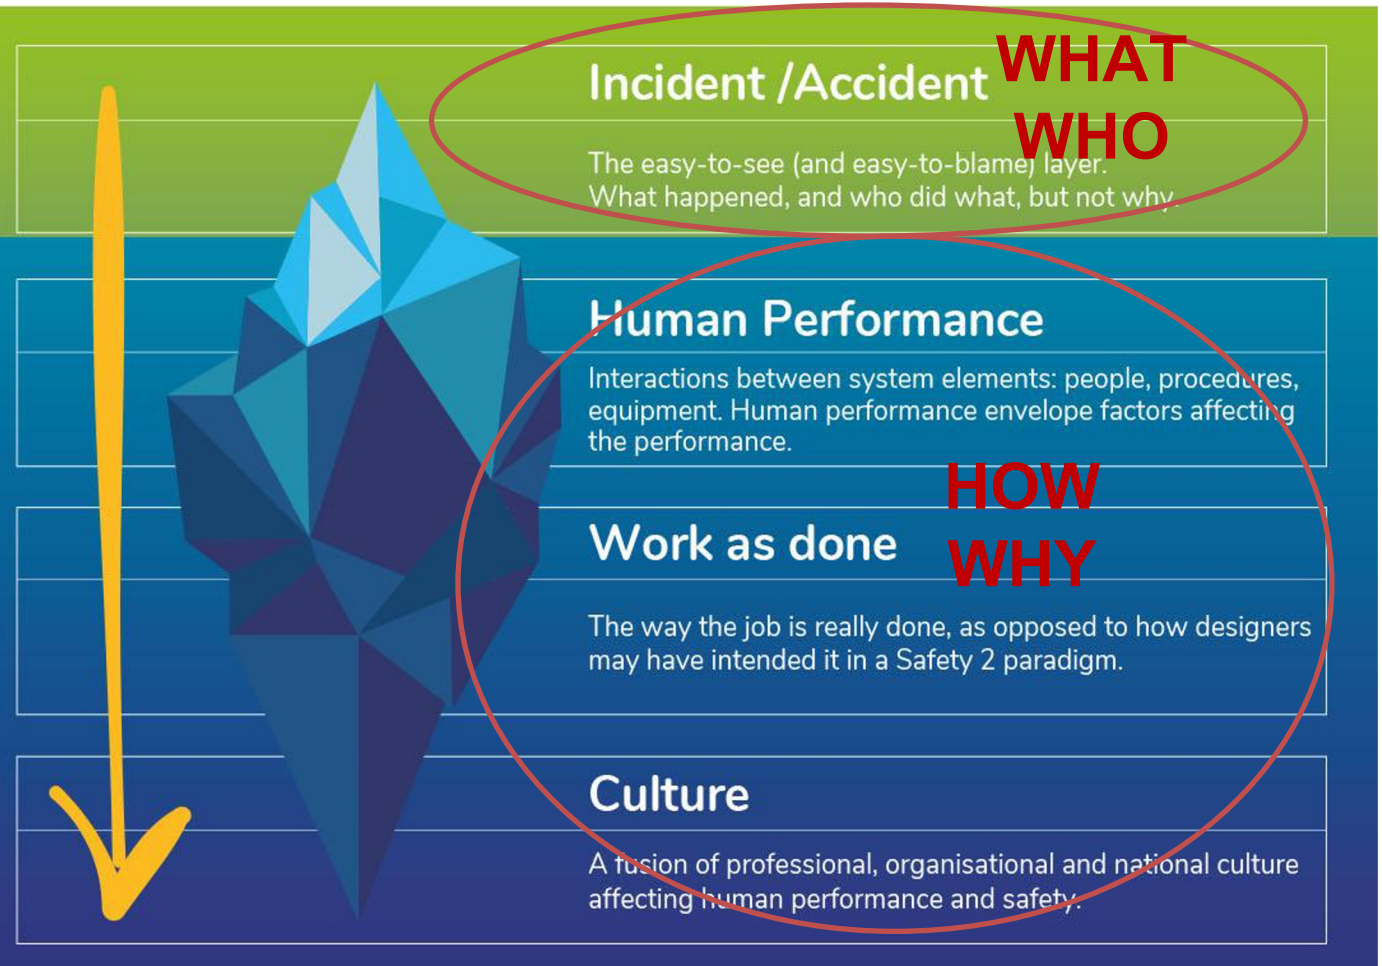 Incident /Accident
WHAT
WHO
The easy-to-see (and easy-to-blame) layer.
What happened, and who did what, but not why.
Human Performance
Interactions between system elements: people, procedures,
equipment. Human performance envelope factors affecting
the performance.
HOW
WHY
Work as done
The way the job is really done, as opposed to how designers
may have intended it in a Safety 2 paradigm.
Culture
A fusion of professional, organisational and national culture
affecting human performance and safety.